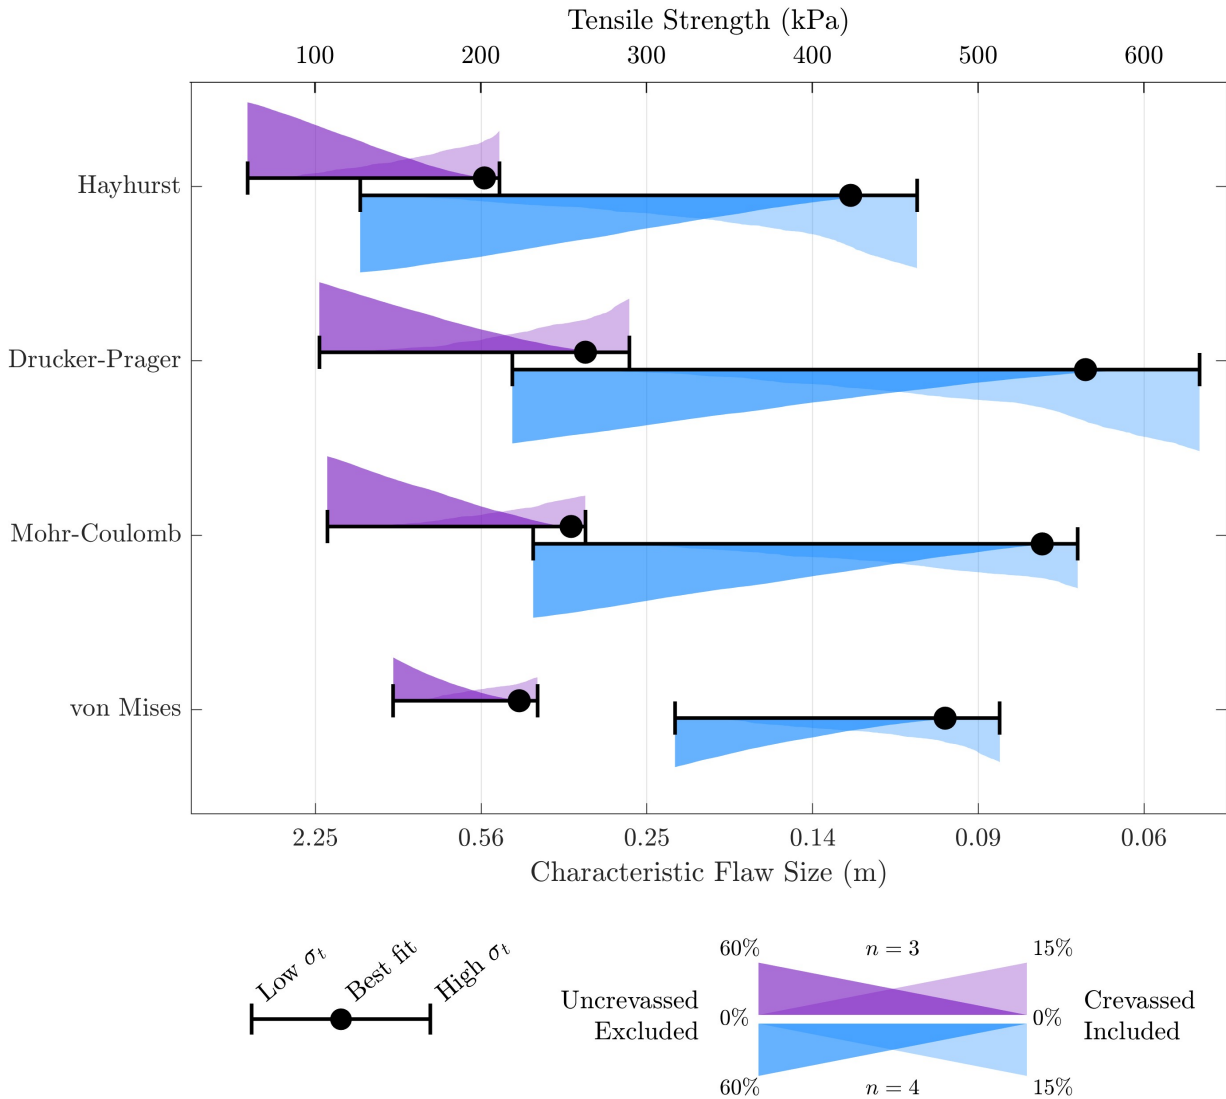 Tensile Strength (kPa)
100 200 300 400 500 600
Hayhurst
Drucker-Prager
Mohr-Coulomb
von Mises
2.25 0.56 0.25 0.14 0.09 0.06
Characteristic Flaw Size (m)
Low σₜ
Best fit
High σₜ
60% n = 3 15%
Uncrevassed Crevassed
0% 0%
Excluded Included
60% n = 4 15%